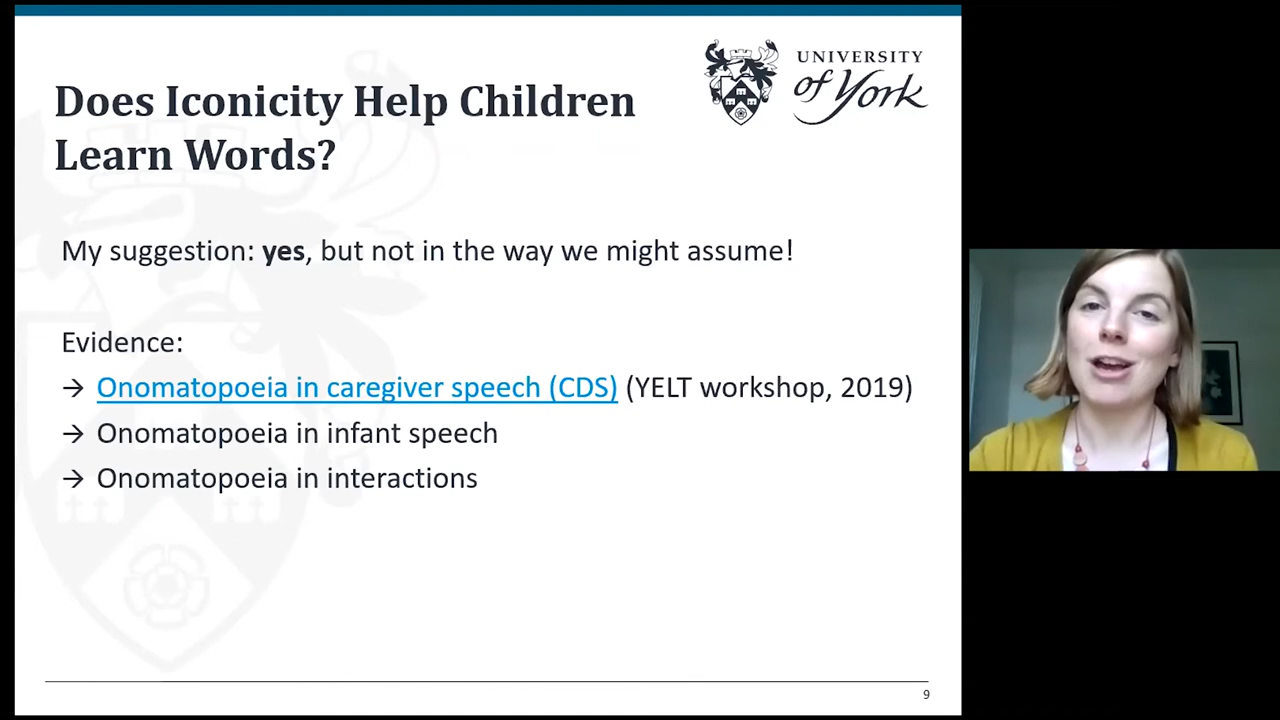 UNIVERSITY
of York
Does Iconicity Help Children
Learn Words?
My suggestion: yes, but not in the way we might assume!
Evidence:
→ Onomatopoeia in caregiver speech (CDS) (YELT workshop, 2019)
→ Onomatopoeia in infant speech
→ Onomatopoeia in interactions
9